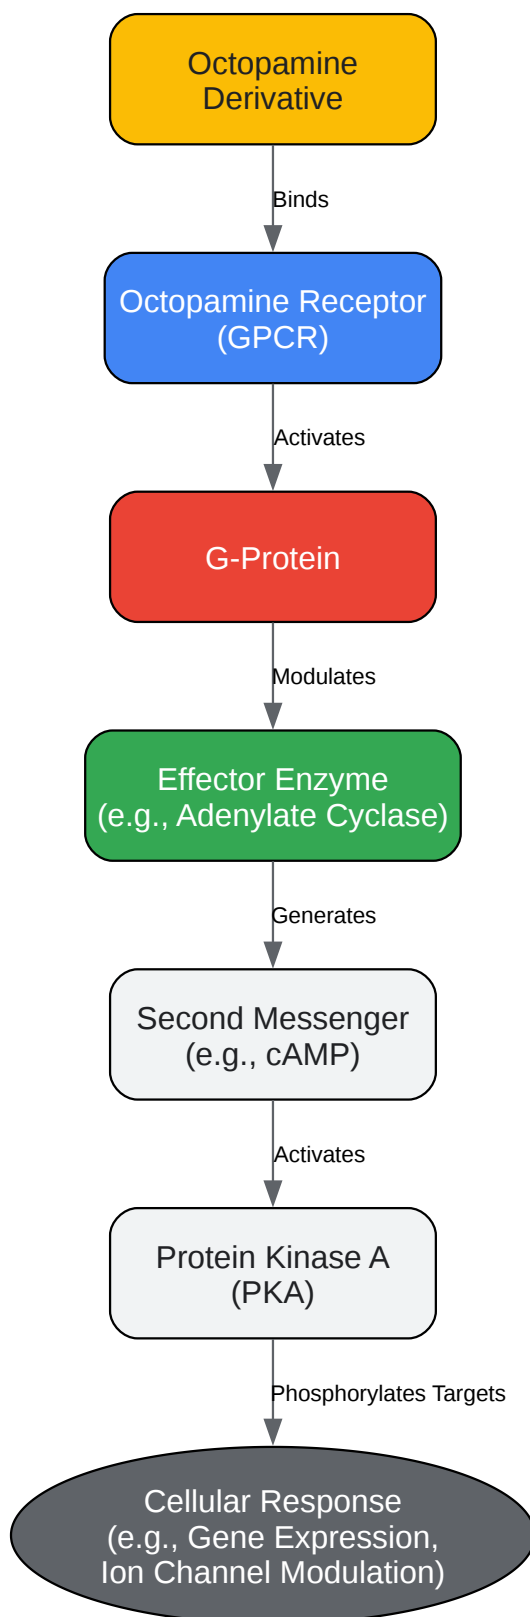 Octopamine
Derivative
Binds
Octopamine Receptor
(GPCR)
Activates
G-Protein
Modulates
Effector Enzyme
(e.g., Adenylate Cyclase)
Generates
Second Messenger
(e.g., cAMP)
Activates
Protein Kinase A
(PKA)
Phosphorylates Targets
Cellular Response
(e.g., Gene Expression,
Ion Channel Modulation)